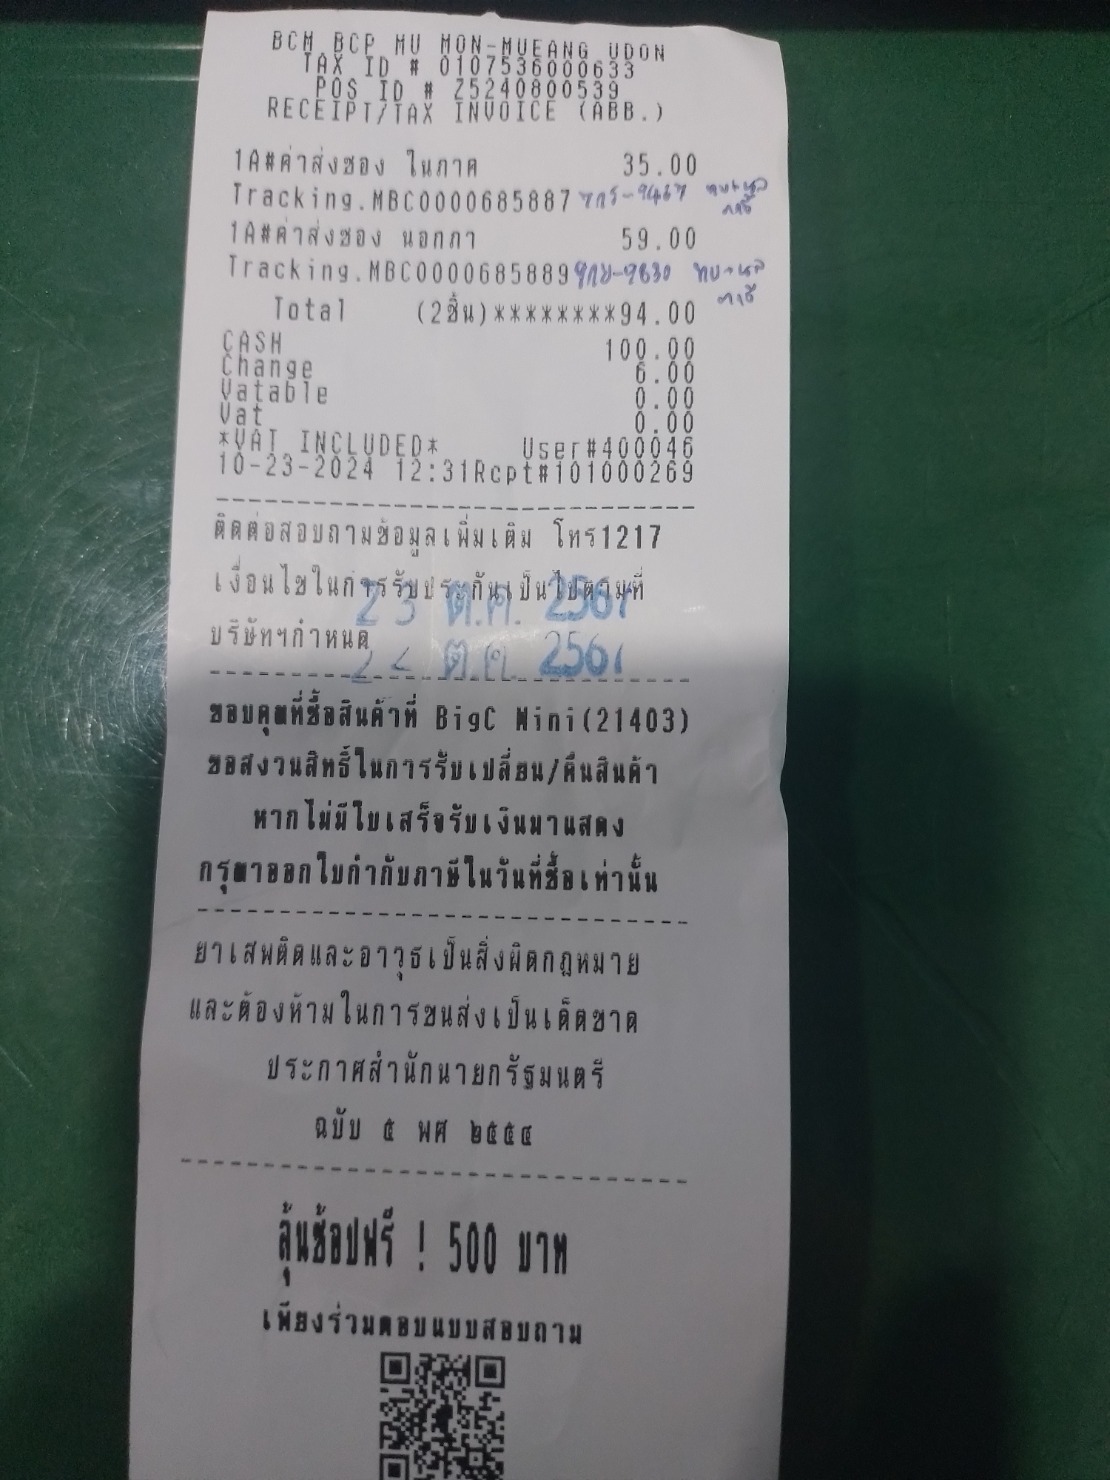 BCM BCP MU MON-MUEANG UDON
TAX ID # 0107536000633
POS ID # Z5240800539
RECEIPT/TAX INVOICE (ABB.)
1A#ค่าส่งซอง ในภาค 35.00
Tracking.MBC0000685887
1A#ค่าส่งซอง นอกภา 59.00
Tracking.MBC0000685889
Total (2ชิ้น)********94.00
CASH 100.00
Change 6.00
Vatable 0.00
Vat 0.00
*VAT INCLUDED* User#400046
10-23-2024 12:31Rcpt#101000269
ติดต่อสอบถามข้อมูลเพิ่มเติม โทร1217
เงื่อนไขในการรับประกันเป็นไปตามที่
23 ต.ค. 2567
บริษัทฯกำหนด
ต.ค. 2567
ขอบคุณที่ซื้อสินค้าที่ BigC Mini(21403)
ขอสงวนสิทธิ์ในการรับเปลี่ยน/คืนสินค้า
หากไม่มีใบเสร็จรับเงินมาแสดง
กรุณาออกใบกำกับภาษีในวันที่ซื้อเท่านั้น
ยาเสพติดและอาวุธเป็นสิ่งผิดกฎหมาย
และต้องห้ามในการขนส่งเป็นเด็ดขาด
ประกาศสำนักนายกรัฐมนตรี
ฉบับ ๕ พศ ๒๕๕๔
ลุ้นช้อปฟรี ! 500 บาท
เพียงร่วมตอบแบบสอบถาม